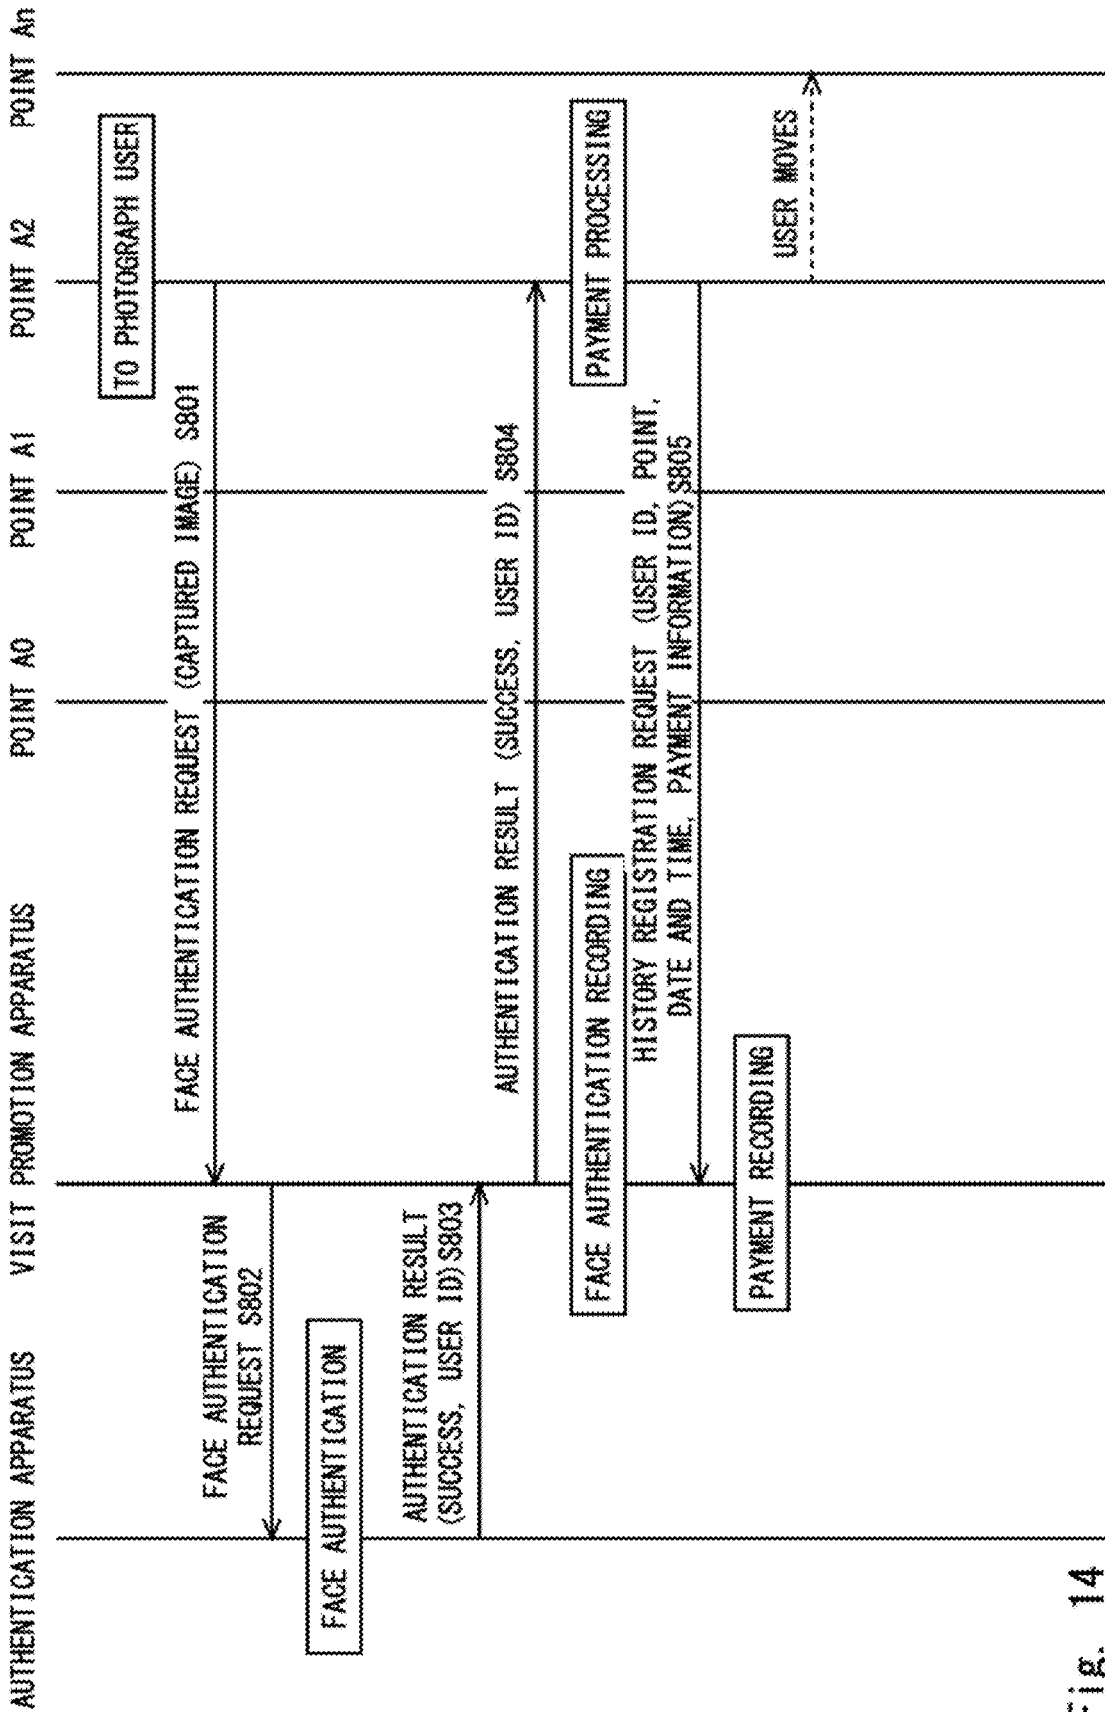 AUTHENTICATION APPARATUS
VISIT PROMOTION APPARATUS
POINT A0
POINT A1
POINT A2
POINT An
TO PHOTOGRAPH USER
FACE AUTHENTICATION REQUEST (CAPTURED IMAGE) S801
FACE AUTHENTICATION
REQUEST S802
FACE AUTHENTICATION
AUTHENTICATION RESULT
(SUCCESS, USER ID) S803
AUTHENTICATION RESULT (SUCCESS, USER ID) S804
FACE AUTHENTICATION RECORDING
PAYMENT PROCESSING
HISTORY REGISTRATION REQUEST (USER ID, POINT,
DATE AND TIME, PAYMENT INFORMATION) S805
PAYMENT RECORDING
USER MOVES
Fig. 14